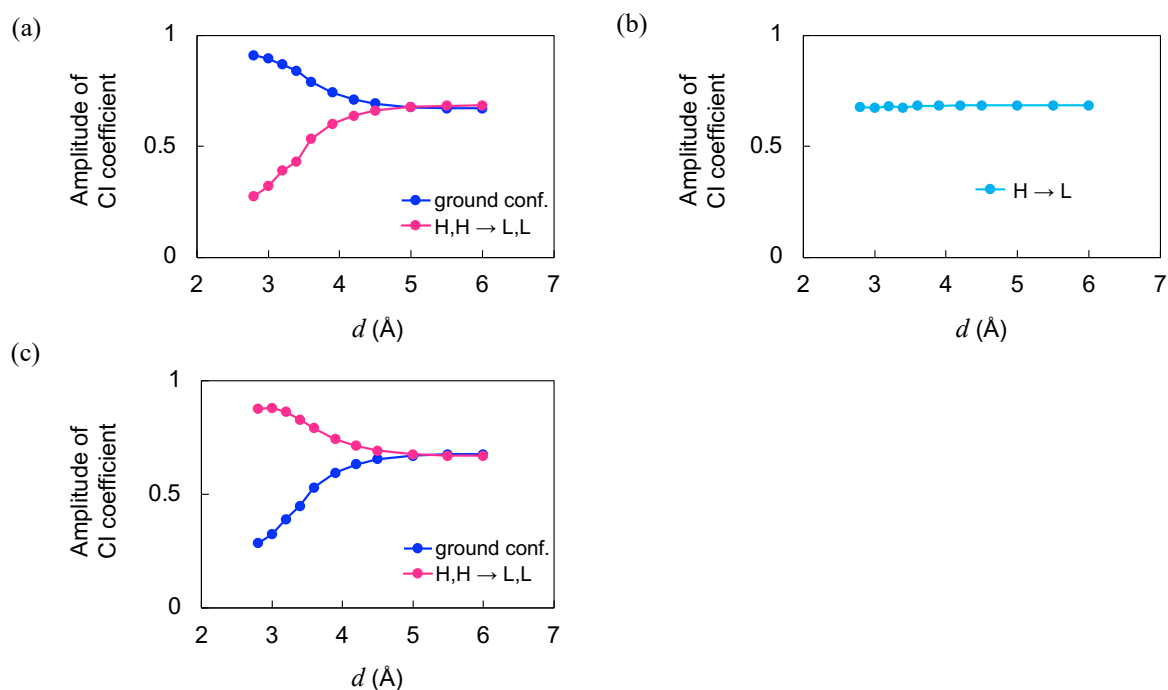 (a)
1
0.5
0
Amplitude of
CI coefficient
ground conf.
H,H → L,L
2 3 4 5 6 7
d (Å)
(b)
1
0.5
0
Amplitude of
CI coefficient
H → L
2 3 4 5 6 7
d (Å)
(c)
1
0.5
0
Amplitude of
CI coefficient
ground conf.
H,H → L,L
2 3 4 5 6 7
d (Å)